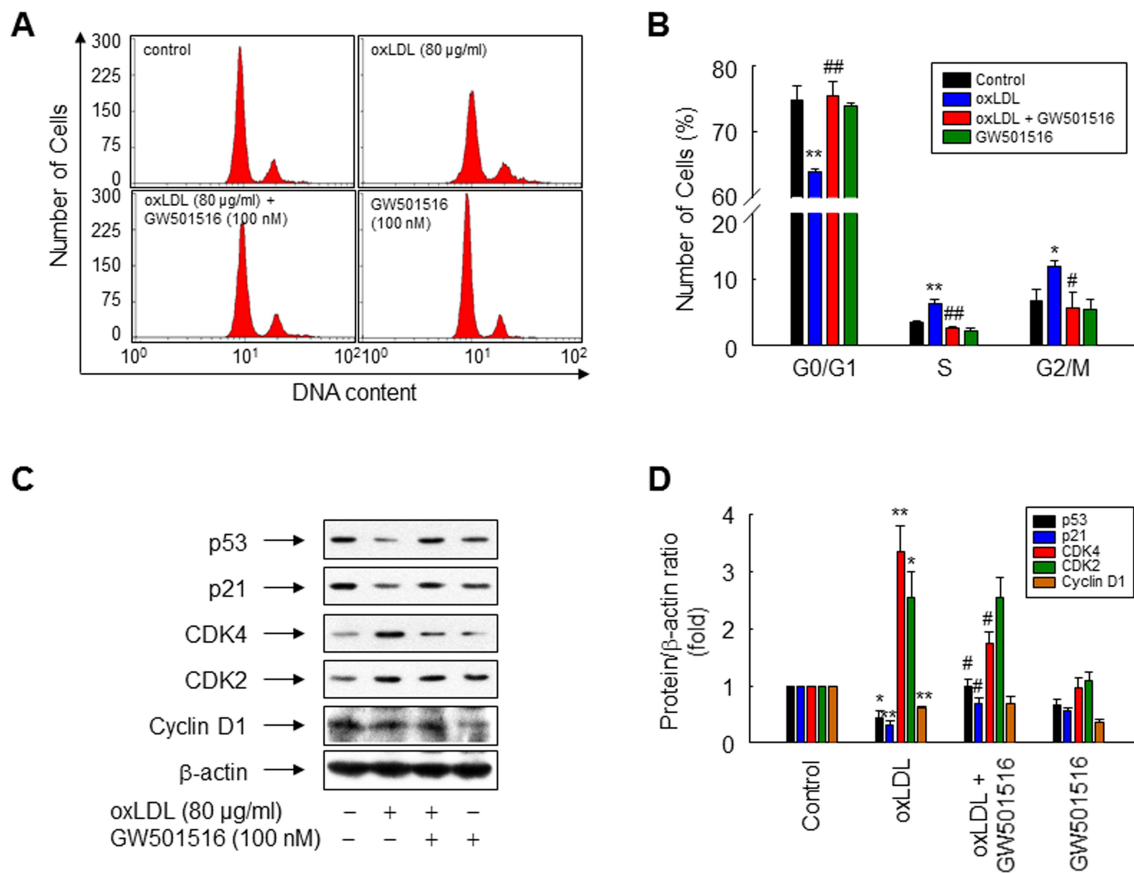 A
Number of Cells
300
225
150
75
0
control
oxLDL (80 µg/ml)
300
225
150
75
0
oxLDL (80 µg/ml) +
GW501516 (100 nM)
GW501516
(100 nM)
10⁰ 10¹ 10² 10¹ 10²
DNA content
B
Number of Cells (%)
80
70
60
20
10
0
** ## ** ## * #
Control
oxLDL
oxLDL + GW501516
GW501516
G0/G1 S G2/M
C
p53
p21
CDK4
CDK2
Cyclin D1
β-actin
oxLDL (80 µg/ml) − + + −
GW501516 (100 nM) − − + +
D
Protein/β-actin ratio
(fold)
4
3
2
1
0
* ** ** * ** # # #
p53
p21
CDK4
CDK2
Cyclin D1
Control
oxLDL
oxLDL +
GW501516
GW501516